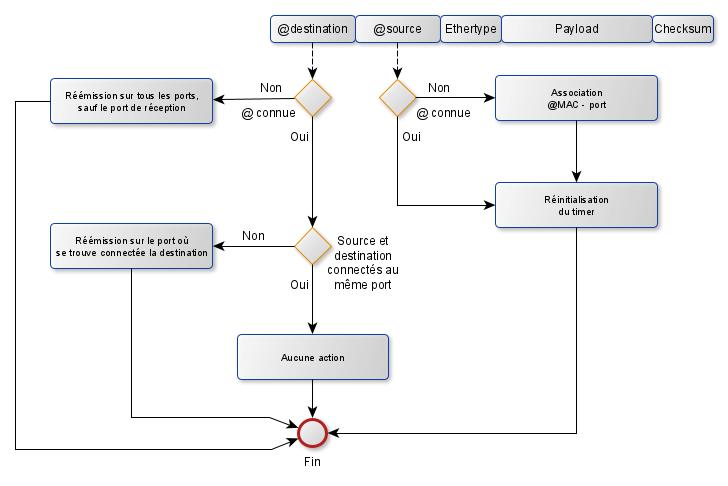 @destination
@source
Ethertype
Payload
Checksum
Non
@ connue
Oui
Réémission sur tous les ports,
sauf le port de réception
Non
@ connue
Oui
Association
@MAC - port
Réinitialisation
du timer
Non
Réémission sur le port où
se trouve connectée la destination
Source et
destination
connectés au
même port
Oui
Aucune action
Fin